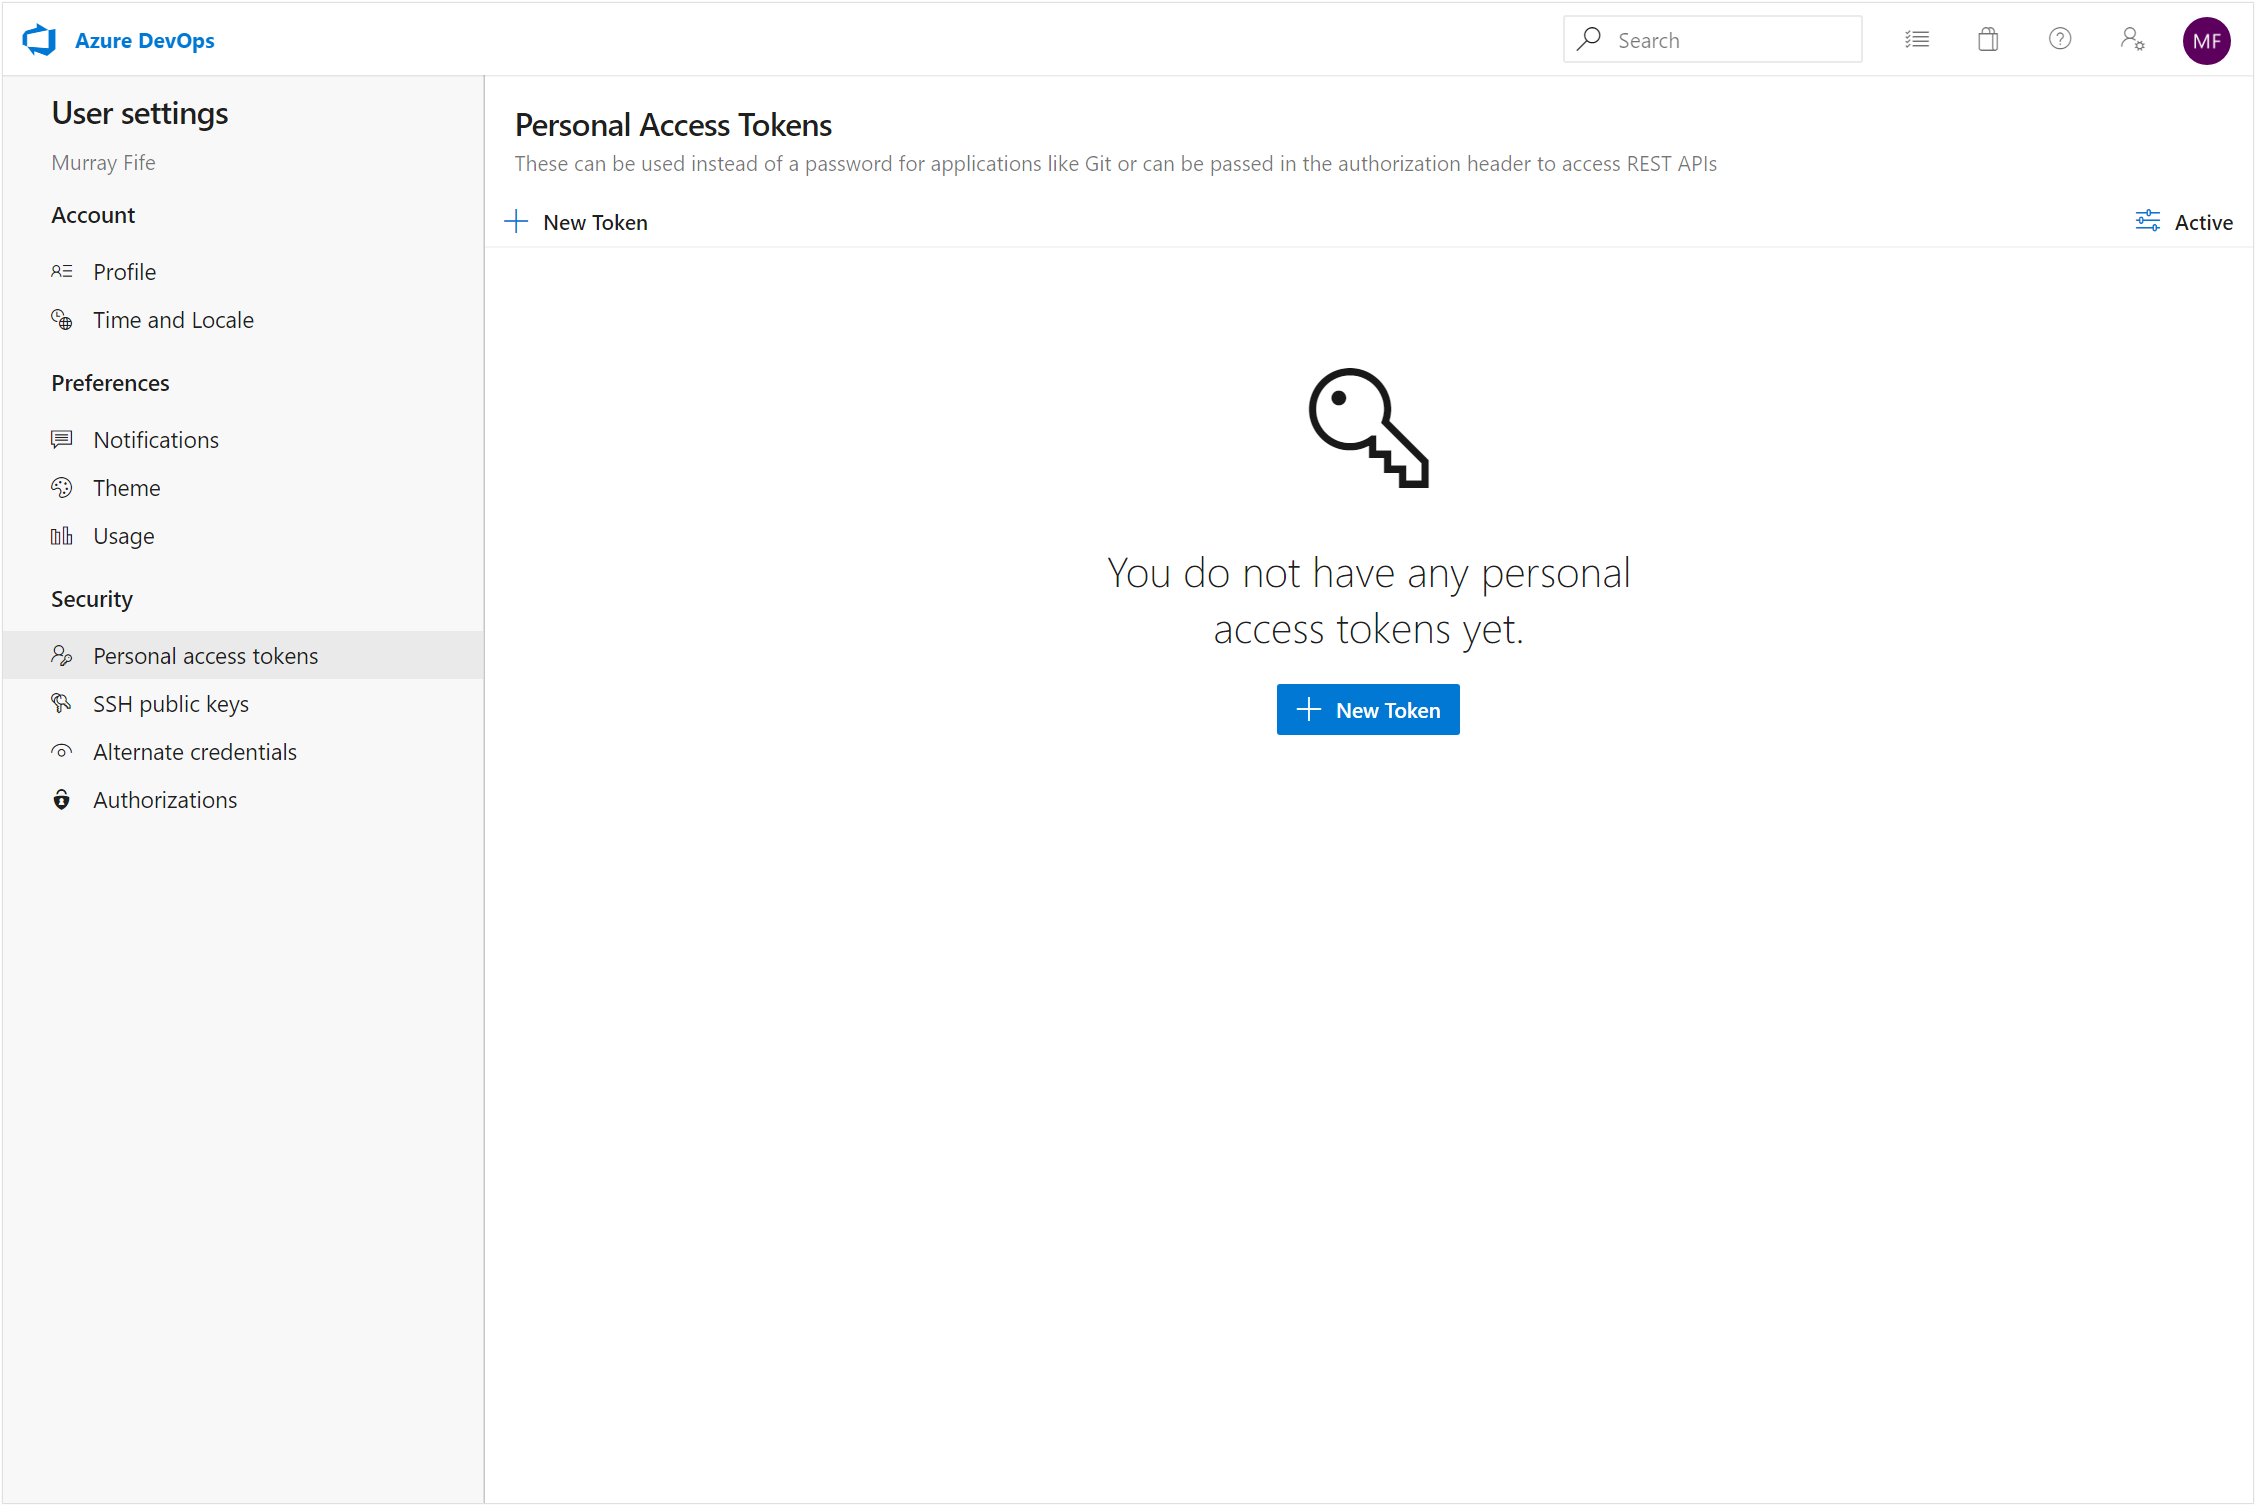 Azure DevOps
Search
MF
User settings
Murray Fife
Account
Profile
Time and Locale
Preferences
Notifications
Theme
Usage
Security
Personal access tokens
SSH public keys
Alternate credentials
Authorizations
Personal Access Tokens
These can be used instead of a password for applications like Git or can be passed in the authorization header to access REST APIs
New Token
Active
You do not have any personal
access tokens yet.
New Token